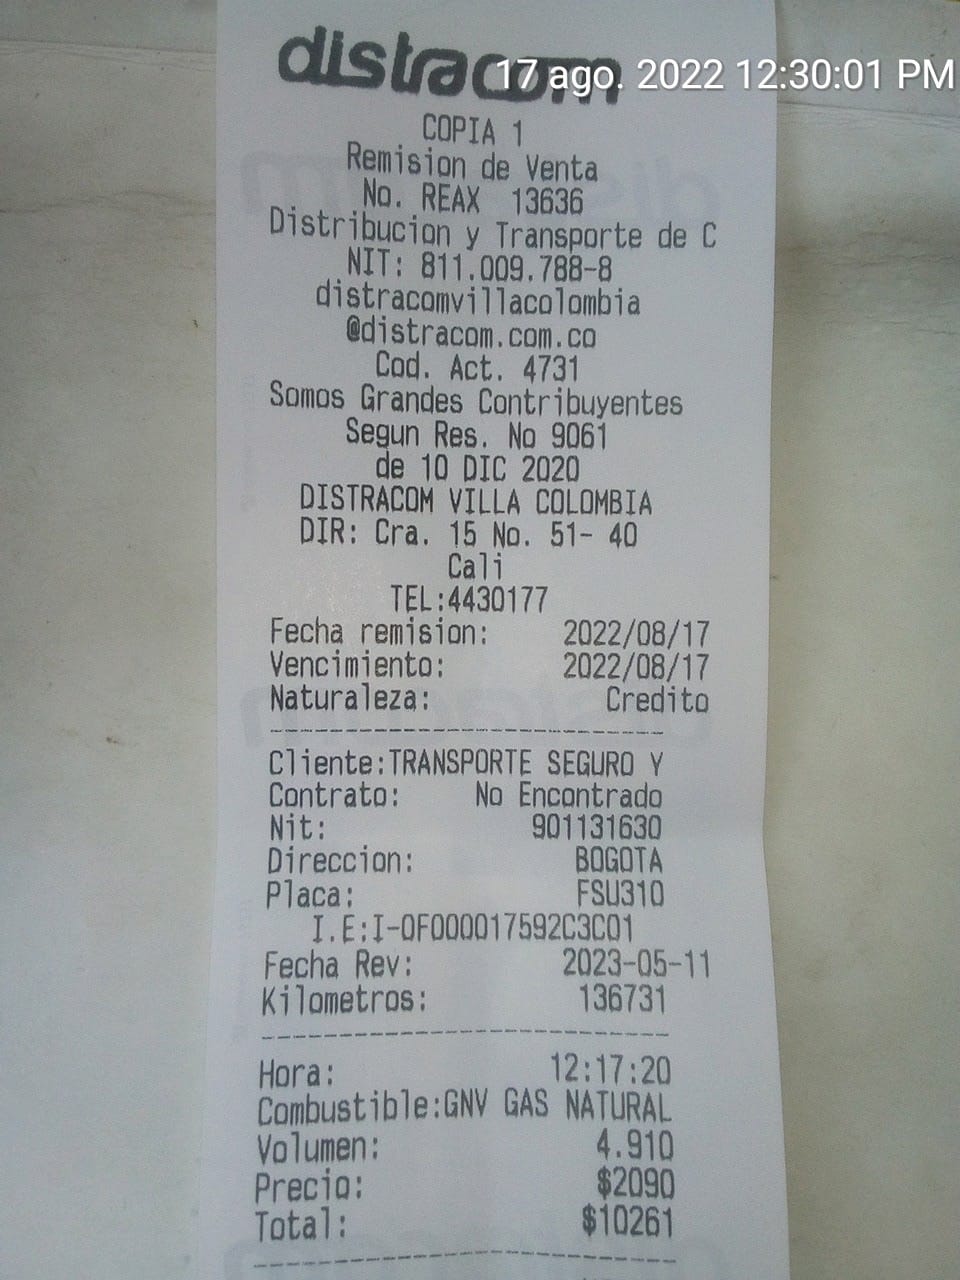 distracom
17 ago. 2022 12:30:01 PM
COPIA 1
Remision de Venta
No. REAX 13636
Distribucion y Transporte de C
NIT: 811.009.788-8
distracomvillacolombia
@distracom.com.co
Cod. Act. 4731
Somos Grandes Contribuyentes
Segun Res. No 9061
de 10 DIC 2020
DISTRACOM VILLA COLOMBIA
DIR: Cra. 15 No. 51- 40
Cali
TEL:4430177
Fecha remision: 2022/08/17
Vencimiento: 2022/08/17
Naturaleza: Credito
Cliente:TRANSPORTE SEGURO Y
Contrato: No Encontrado
Nit: 901131630
Direccion: BOGOTA
Placa: FSU310
I.E:I-0F000017592C3C01
Fecha Rev: 2023-05-11
Kilometros: 136731
Hora: 12:17:20
Combustible:GNV GAS NATURAL
Volumen: 4.910
Precio: $2090
Total: $10261